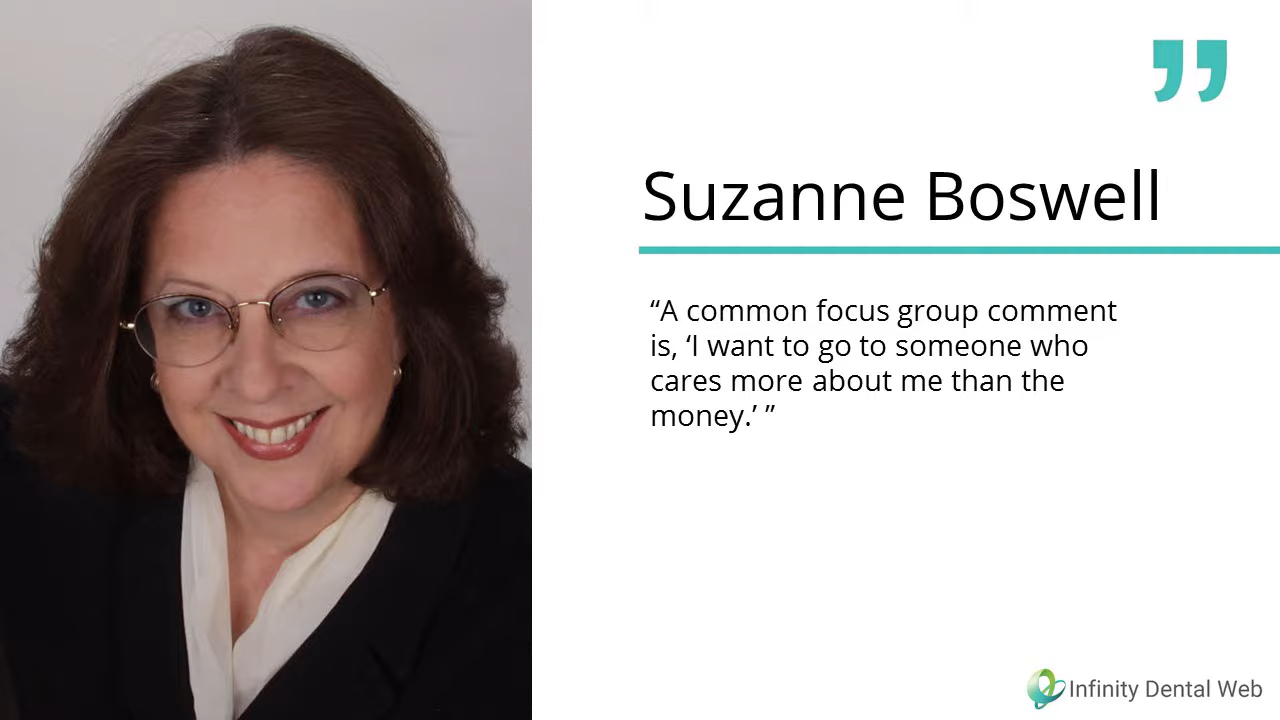 Suzanne Boswell
“A common focus group comment
is, ‘I want to go to someone who
cares more about me than the
money.’ ”
Infinity Dental Web